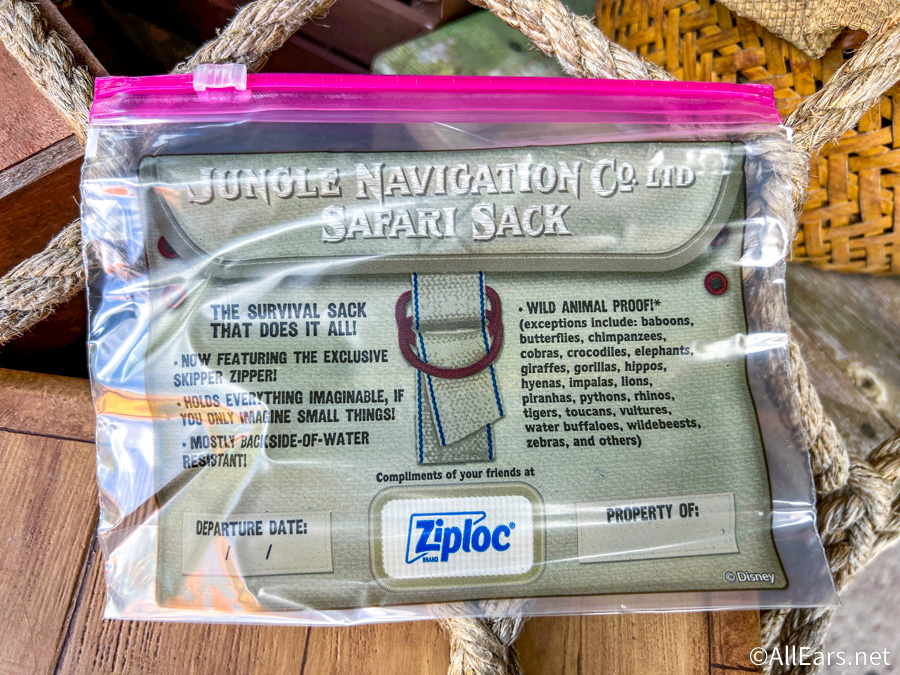 JUNGLE NAVIGATION CO. LTD
SAFARI SACK
THE SURVIVAL SACK
THAT DOES IT ALL!
• NOW FEATURING THE EXCLUSIVE
SKIPPER ZIPPER!
• HOLDS EVERYTHING IMAGINABLE, IF
YOU ONLY IMAGINE SMALL THINGS!
• MOSTLY BACKSIDE-OF-WATER
RESISTANT!
• WILD ANIMAL PROOF!*
(exceptions include: baboons,
butterflies, chimpanzees,
cobras, crocodiles, elephants,
giraffes, gorillas, hippos,
hyenas, impalas, lions,
piranhas, pythons, rhinos,
tigers, toucans, vultures,
water buffaloes, wildebeests,
zebras, and others)
Compliments of your friends at
Ziploc®
BRAND
DEPARTURE DATE:
/ /
PROPERTY OF:
©Disney
©AllEars.net